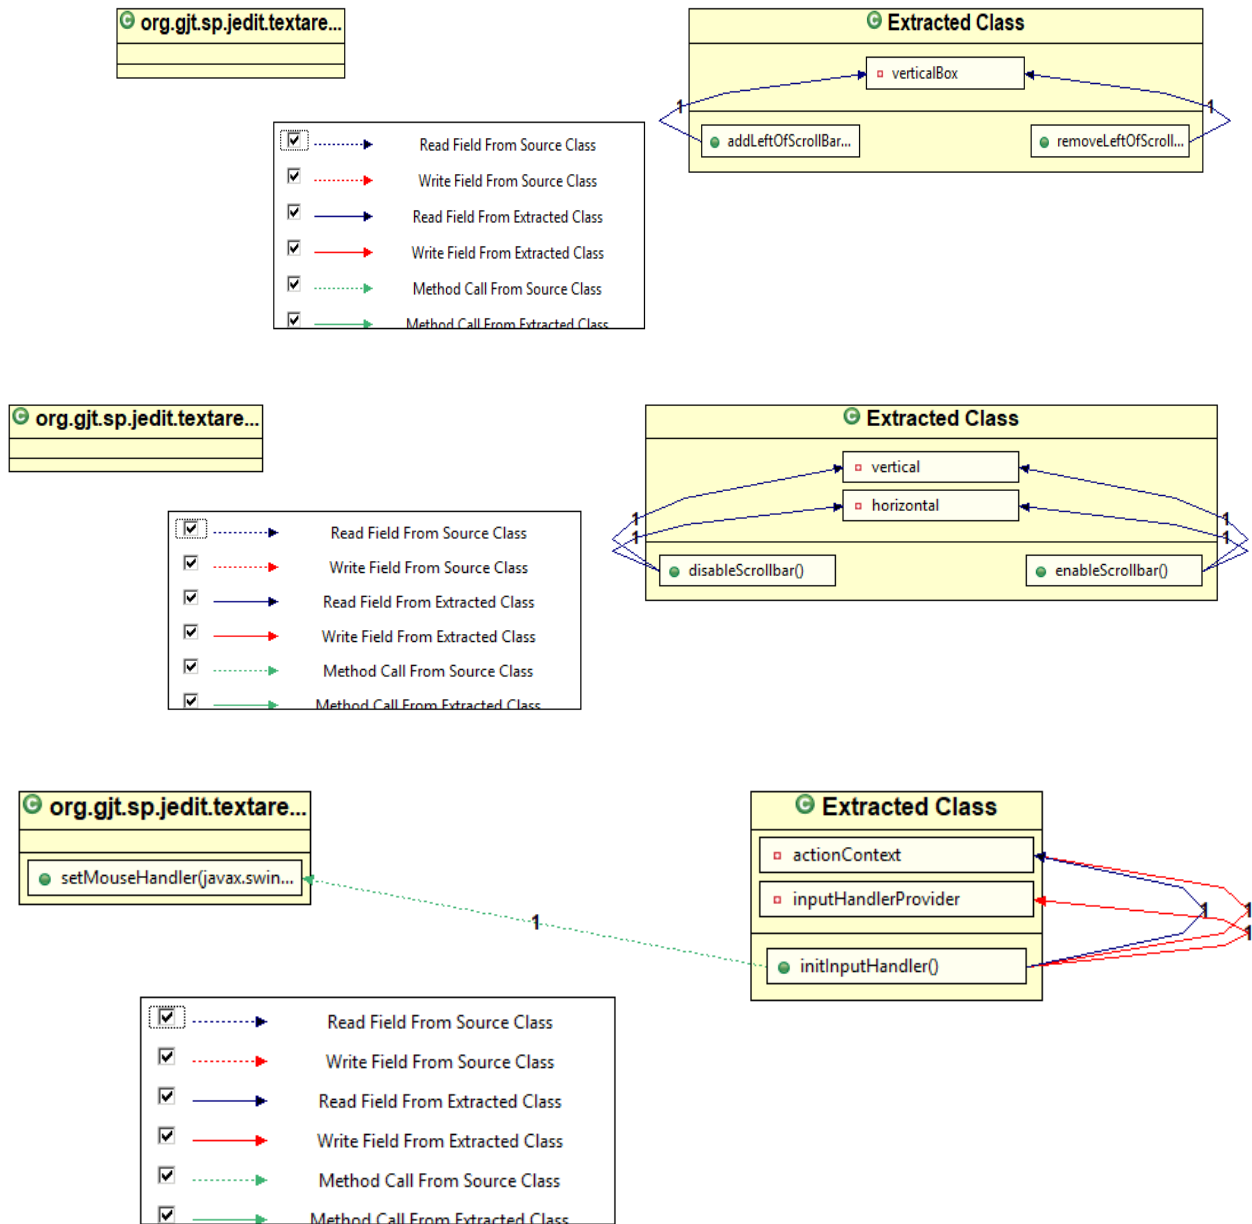 org.gjt.sp.jedit.textare...
Extracted Class
verticalBox
1
1
addLeftOfScrollBar...
removeLeftOfScroll...
Read Field From Source Class
Write Field From Source Class
Read Field From Extracted Class
Write Field From Extracted Class
Method Call From Source Class
Method Call From Extracted Class
org.gjt.sp.jedit.textare...
Extracted Class
vertical
horizontal
1
1
1
1
disableScrollbar()
enableScrollbar()
Read Field From Source Class
Write Field From Source Class
Read Field From Extracted Class
Write Field From Extracted Class
Method Call From Source Class
Method Call From Extracted Class
org.gjt.sp.jedit.textare...
Extracted Class
setMouseHandler(javax.swin...
actionContext
inputHandlerProvider
1
1
1
1
initInputHandler()
Read Field From Source Class
Write Field From Source Class
Read Field From Extracted Class
Write Field From Extracted Class
Method Call From Source Class
Method Call From Extracted Class